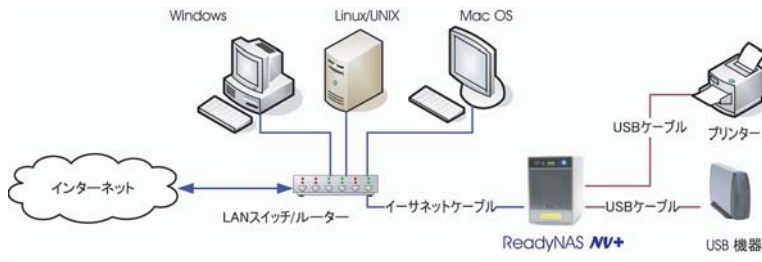 Windows
Linux/UNIX
Mac OS
USBケーブル
プリンター
インターネット
LANスイッチ/ルーター
イーサネットケーブル
USBケーブル
ReadyNAS NV+
USB 機器